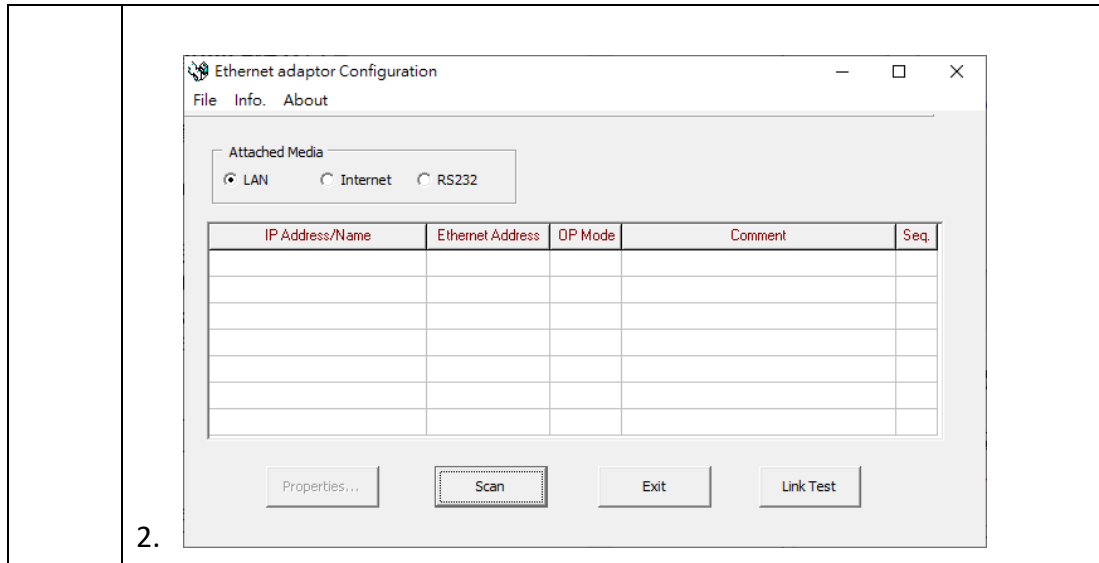 Ethernet adaptor Configuration
File Info. About
Attached Media
LAN Internet RS232
IP Address/Name Ethernet Address OP Mode Comment Seq.
Properties... Scan Exit Link Test
2.